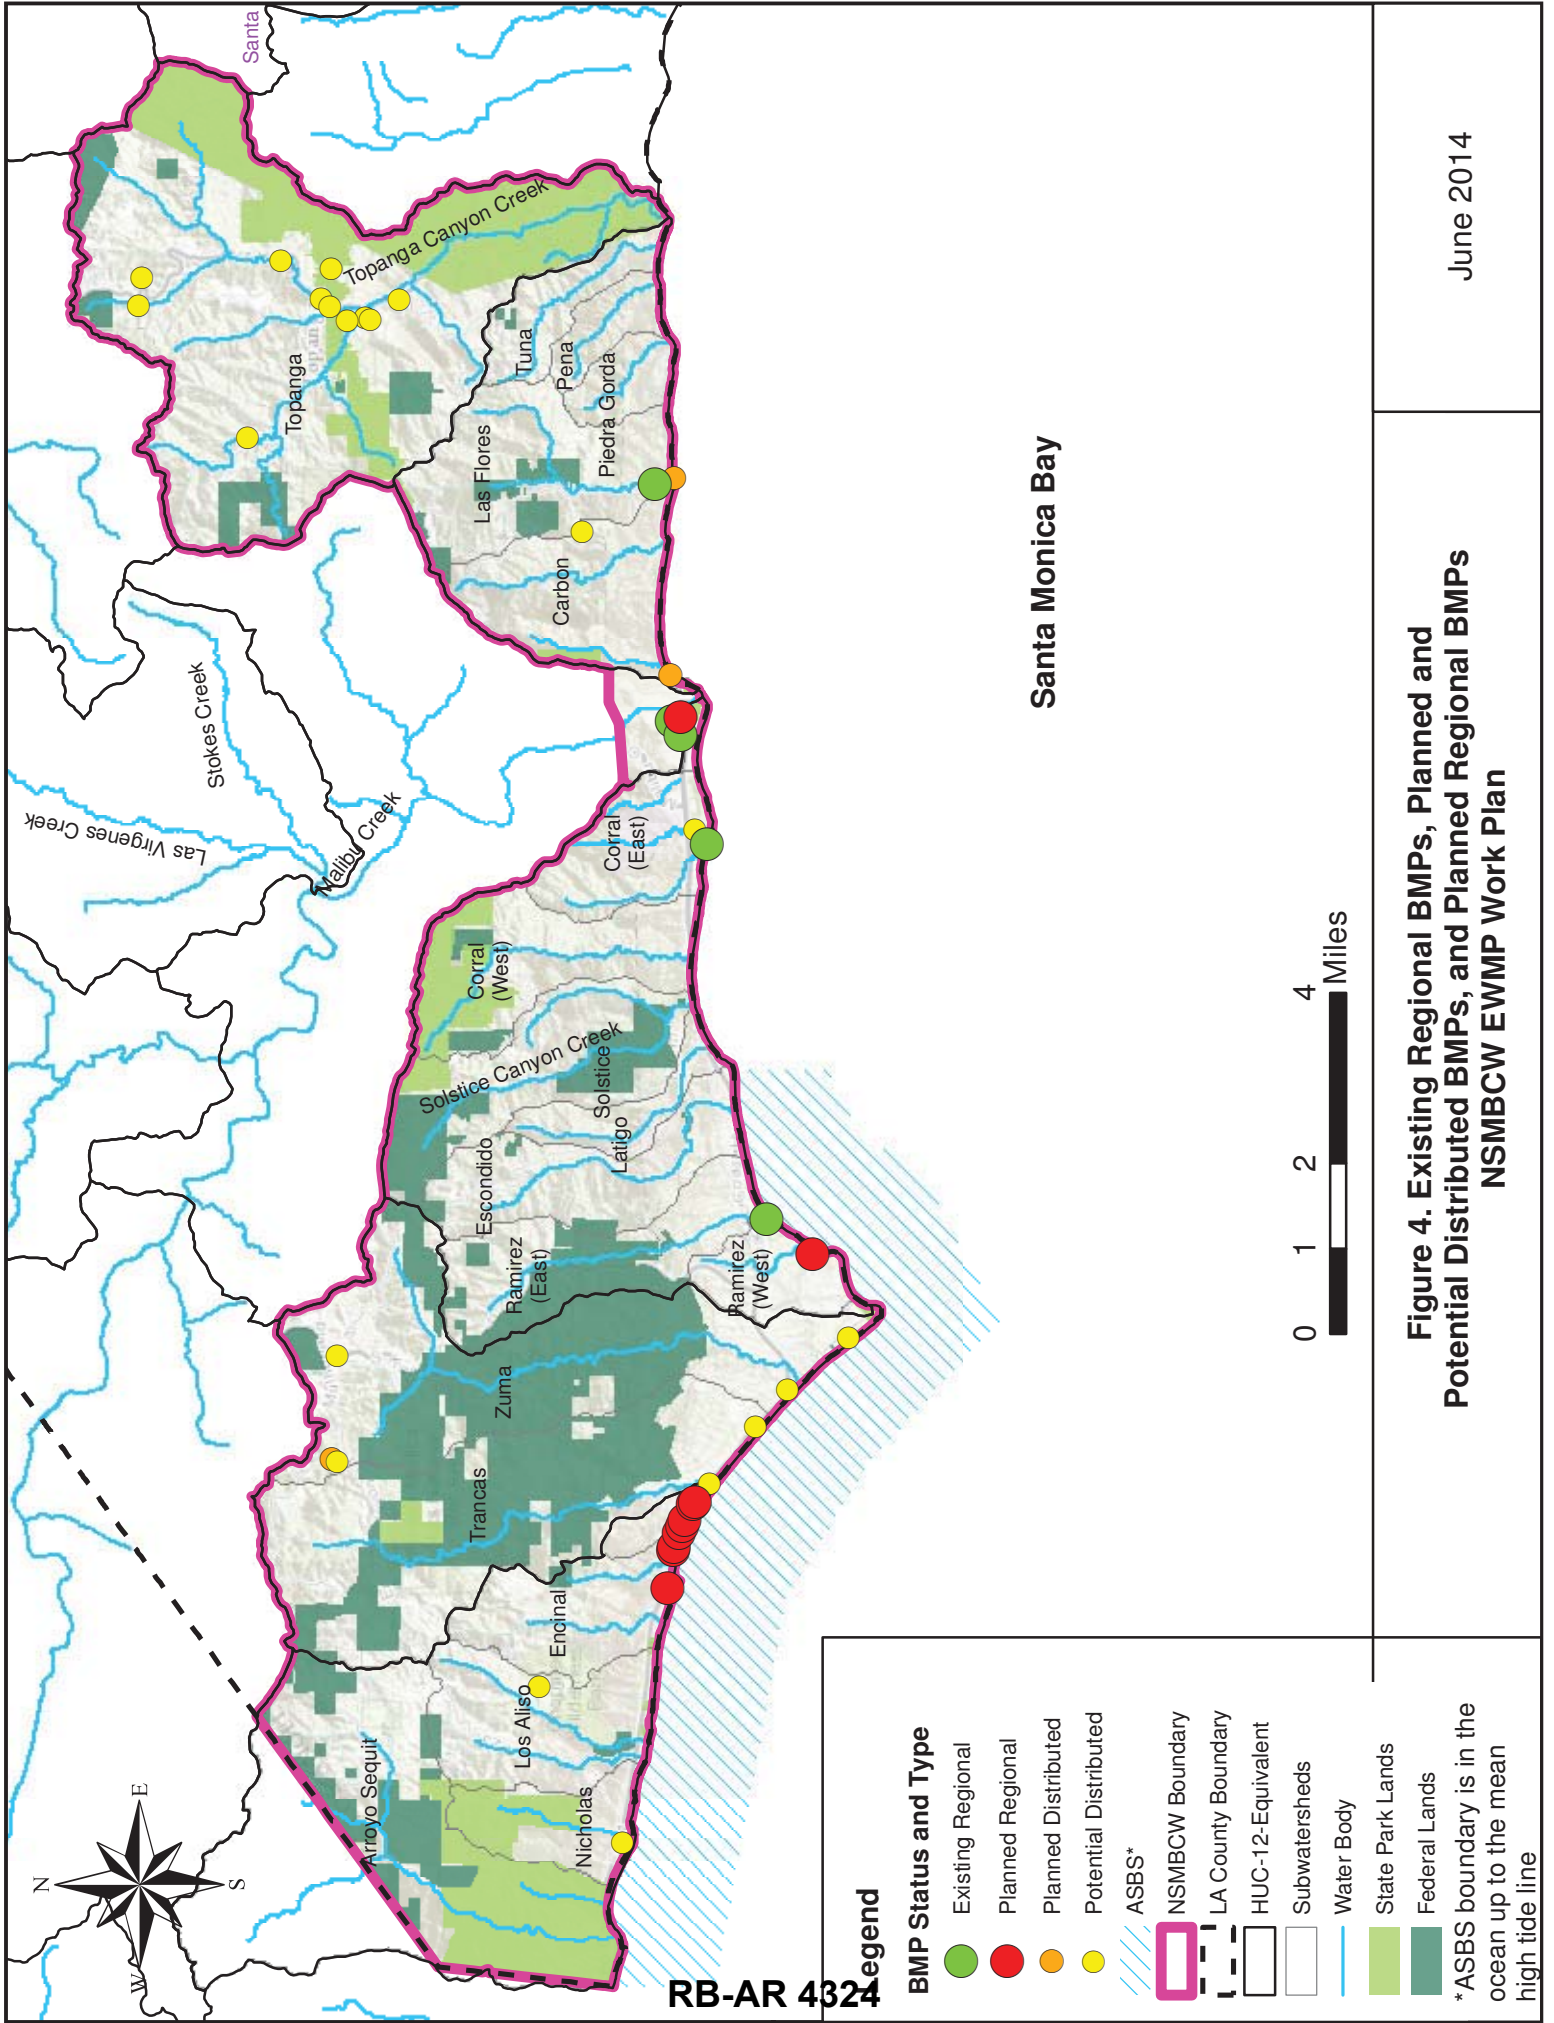 Santa
Topanga Canyon Creek
Topanga
Tuna
Pena
Piedra Gorda
Las Flores
Carbon
Stokes Creek
Las Virgenes Creek
Malibu Creek
Corral
(East)
Corral
(West)
Solstice Canyon Creek
Solstice
Latigo
Escondido
Ramirez
(East)
Ramirez
(West)
Zuma
Trancas
Encinal
Los Aliso
Arroyo Sequit
Nicholas
Santa Monica Bay
N
E
S
W
0 1 2 4
Miles
Legend
BMP Status and Type
Existing Regional
Planned Regional
Planned Distributed
Potential Distributed
ASBS*
NSMBCW Boundary
LA County Boundary
HUC-12-Equivalent
Subwatersheds
Water Body
State Park Lands
Federal Lands
*ASBS boundary is in the
ocean up to the mean
high tide line
Figure 4. Existing Regional BMPs, Planned and
Potential Distributed BMPs, and Planned Regional BMPs
NSMBCW EWMP Work Plan
June 2014
RB-AR 4324